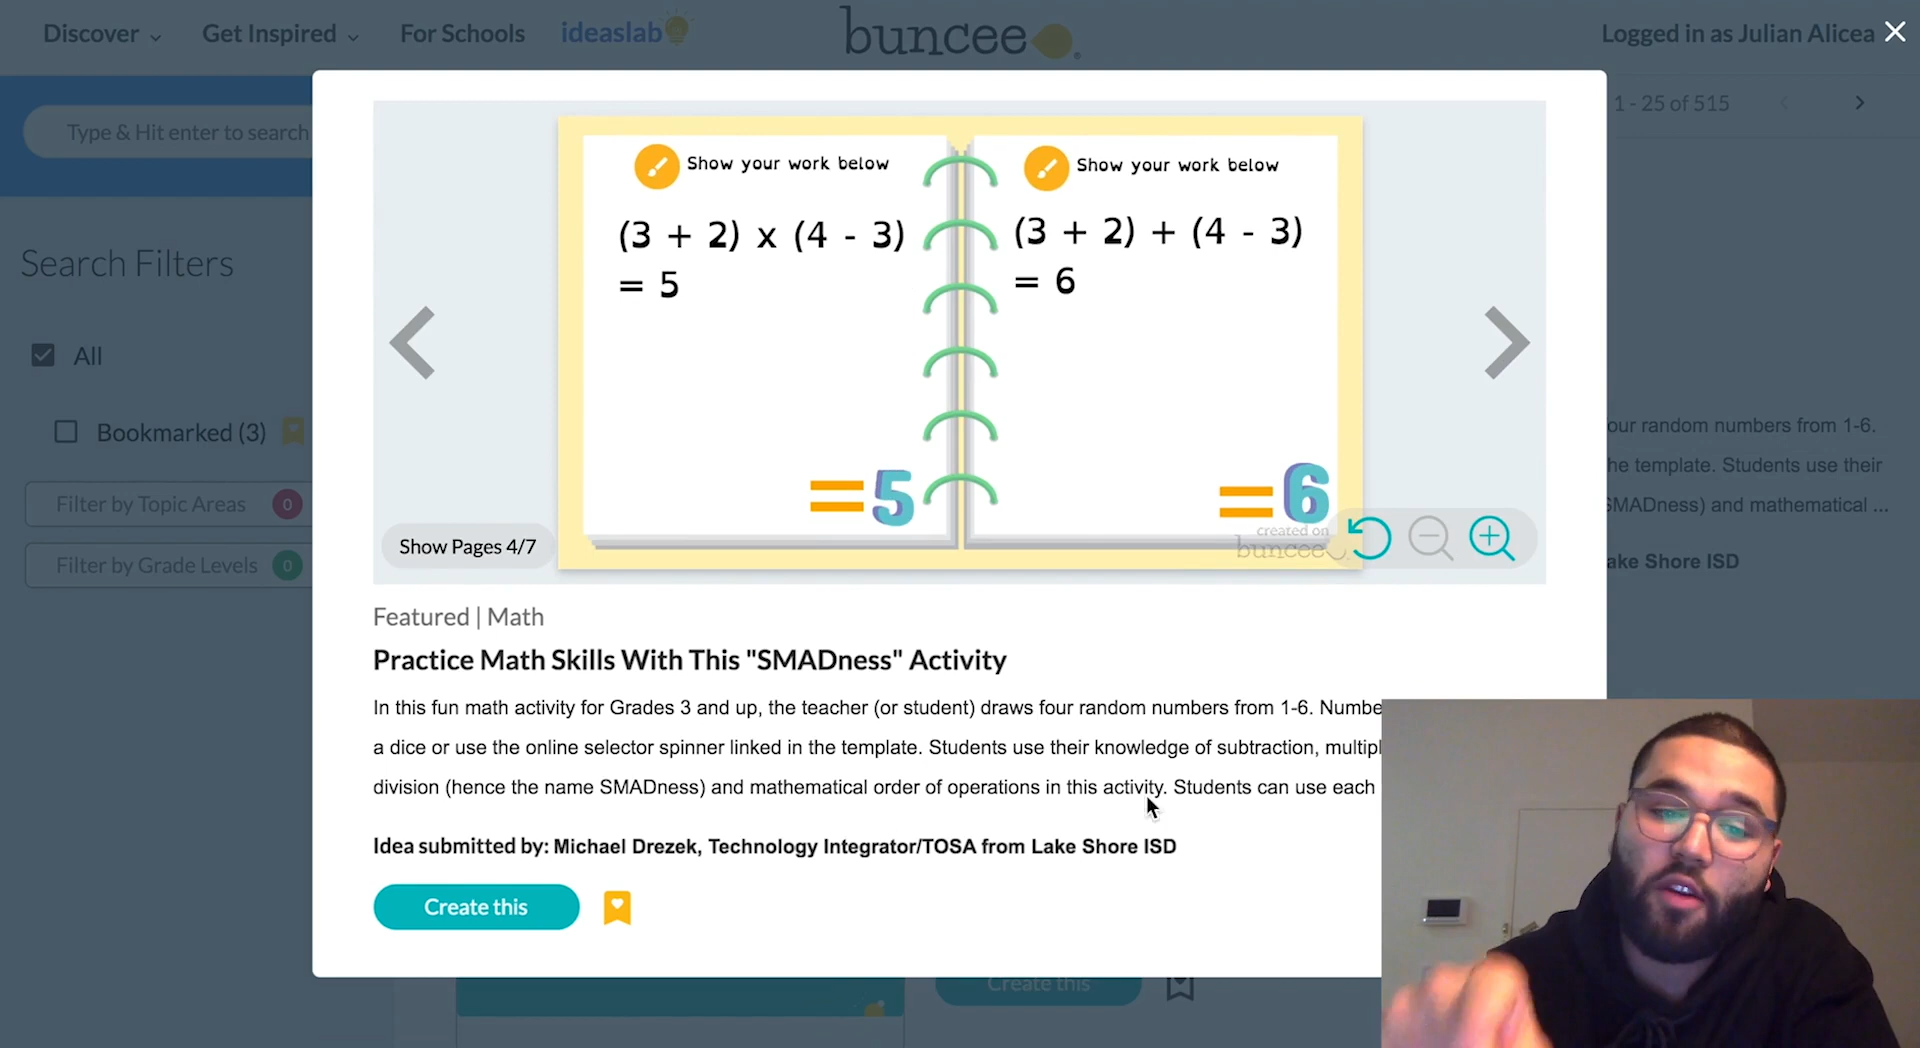 Discover
Get Inspired
For Schools
ideaslab
buncee
Logged in as Julian Alicea
Type & Hit enter to search
1 - 25 of 515
Search Filters
All
Bookmarked (3)
Filter by Topic Areas 0
Filter by Grade Levels 0
Show your work below
(3 + 2) x (4 - 3)
= 5
=5
Show your work below
(3 + 2) + (4 - 3)
= 6
=6
created on
buncee
Show Pages 4/7
Featured | Math
Practice Math Skills With This "SMADness" Activity
In this fun math activity for Grades 3 and up, the teacher (or student) draws four random numbers from 1-6. Numbe
a dice or use the online selector spinner linked in the template. Students use their knowledge of subtraction, multipl
division (hence the name SMADness) and mathematical order of operations in this activity. Students can use each
Idea submitted by: Michael Drezek, Technology Integrator/TOSA from Lake Shore ISD
Create this
our random numbers from 1-6.
he template. Students use their
SMADness) and mathematical ...
ake Shore ISD
Create this